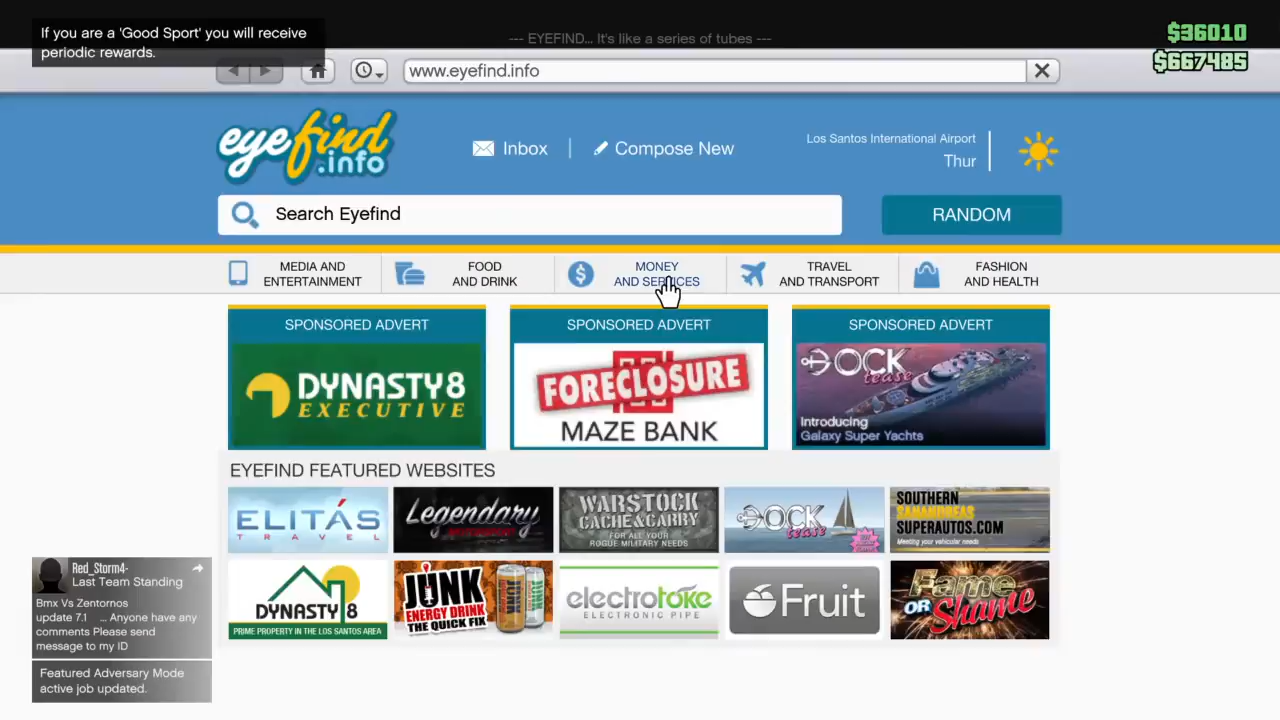 If you are a 'Good Sport' you will receive
periodic rewards.
--- EYEFIND... It's like a series of tubes ---
$36010
$667485
www.eyefind.info
eyefind
.info
Inbox
Compose New
Los Santos International Airport
Thur
Search Eyefind
RANDOM
MEDIA AND
ENTERTAINMENT
FOOD
AND DRINK
MONEY
AND SERVICES
TRAVEL
AND TRANSPORT
FASHION
AND HEALTH
SPONSORED ADVERT
DYNASTY 8
EXECUTIVE
SPONSORED ADVERT
FORECLOSURE
MAZE BANK
SPONSORED ADVERT
DOCK
tease
Introducing
Galaxy Super Yachts
EYEFIND FEATURED WEBSITES
ELITÁS
TRAVEL
Legendary
WARSTOCK
CACHE & CARRY
FOR ALL YOUR
ROGUE MILITARY NEEDS
DOCK
tease
SOUTHERN
SANANDREAS
SUPERAUTOS.COM
Meeting your vehicular needs
DYNASTY 8
PRIME PROPERTY IN THE LOS SANTOS AREA
JUNK
ENERGY DRINK
THE QUICK FIX
electrotoke
ELECTRONIC PIPE
Fruit
Fame
OR Shame
Red_Storm4-
Last Team Standing
Bmx Vs Zentornos
update 7.1 ... Anyone have any
comments Please send
message to my ID
Featured Adversary Mode
active job updated.